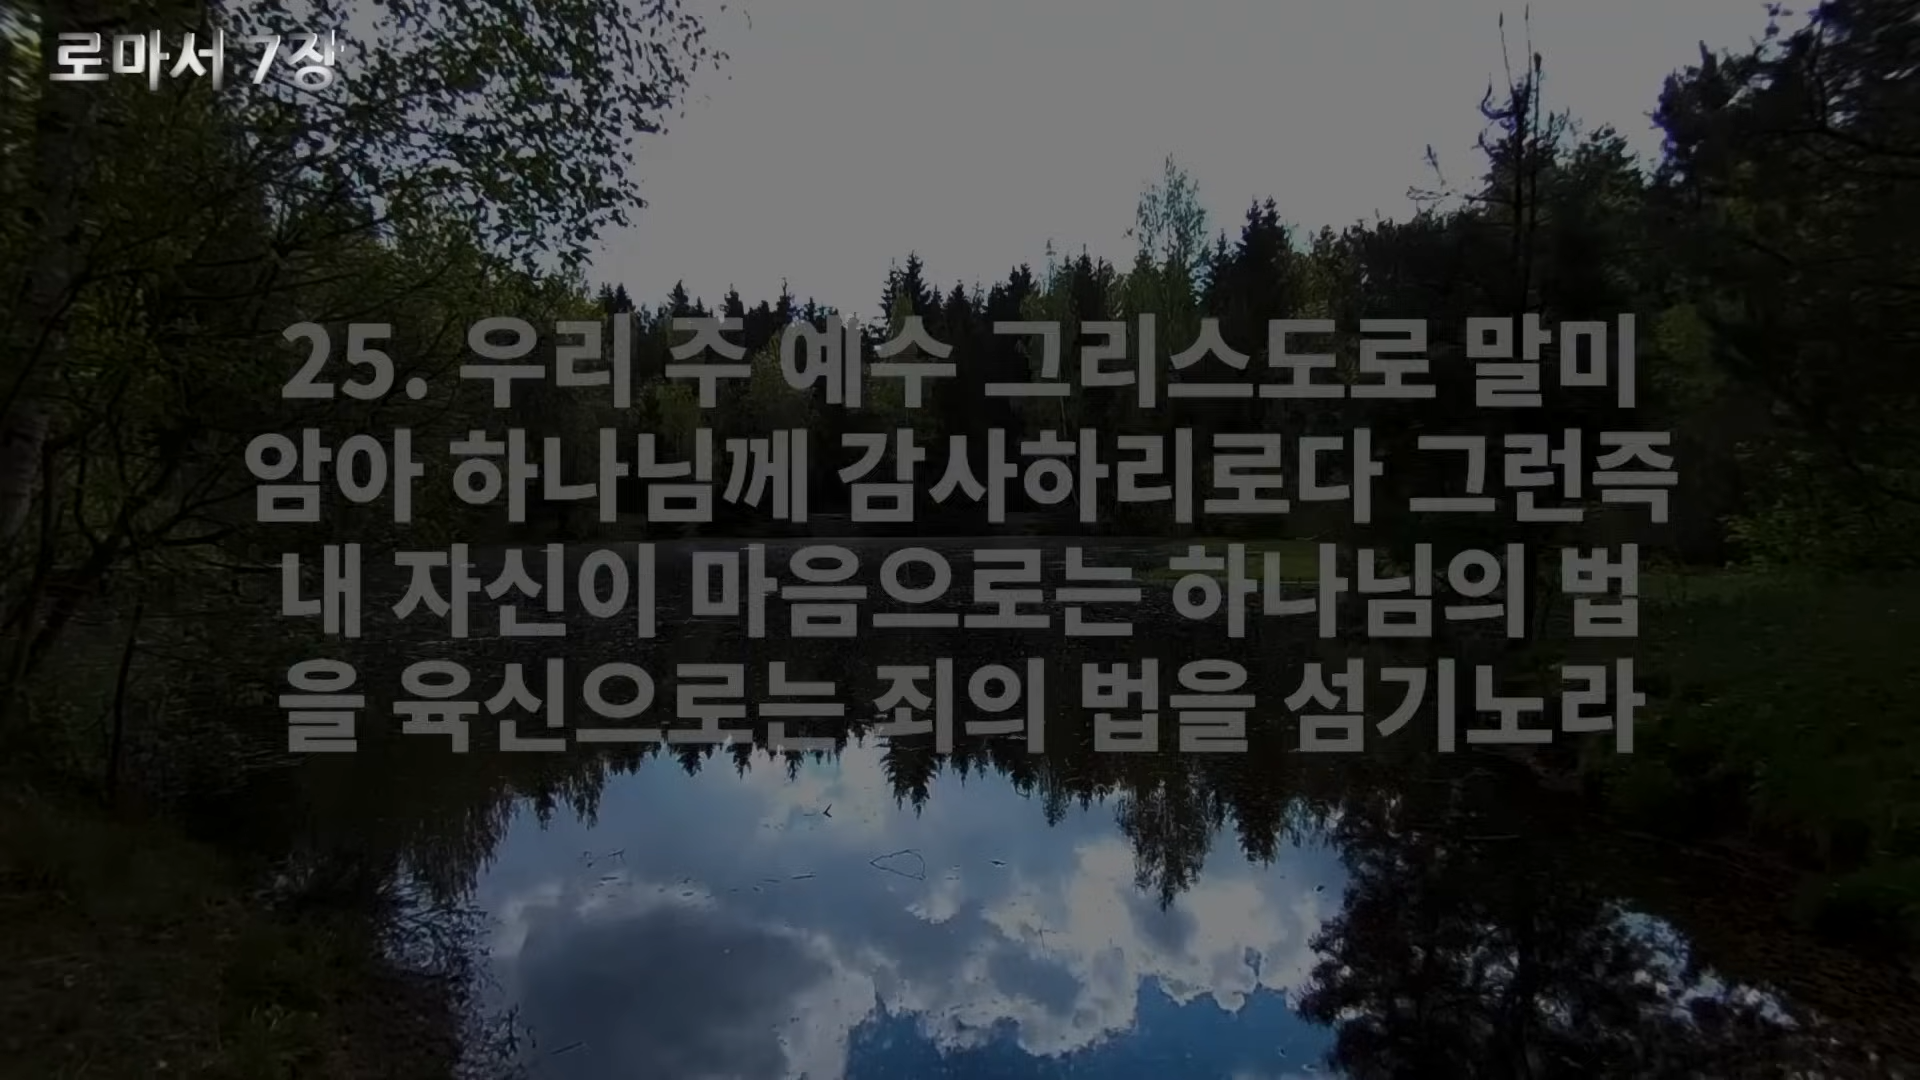 로마서 7장
25. 우리 주 예수 그리스도로 말미
암아 하나님께 감사하리로다 그런즉
내 자신이 마음으로는 하나님의 법
을 육신으로는 죄의 법을 섬기노라